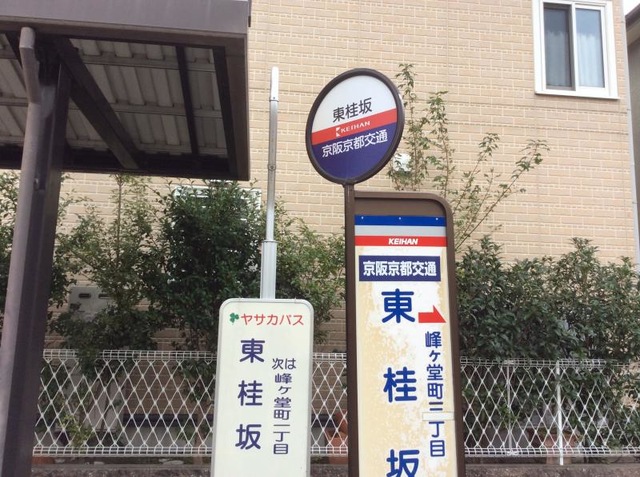 東桂坂
KEIHAN
京阪京都交通
KEIHAN
京阪京都交通
東桂坂
峰ヶ堂町二丁目
ヤサカバス
東桂坂
次は
峰ヶ堂町二丁目